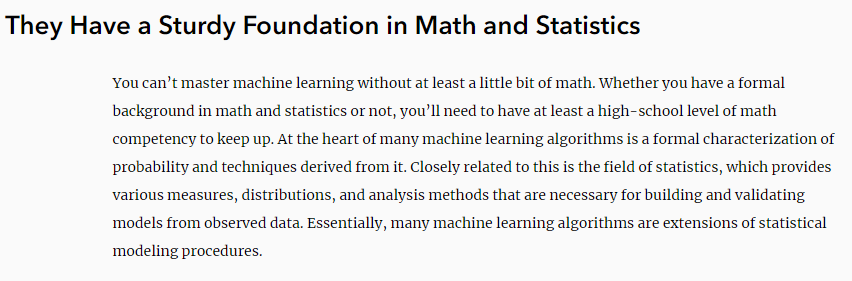 They Have a Sturdy Foundation in Math and Statistics
You can’t master machine learning without at least a little bit of math. Whether you have a formal
background in math and statistics or not, you’ll need to have at least a high-school level of math
competency to keep up. At the heart of many machine learning algorithms is a formal characterization of
probability and techniques derived from it. Closely related to this is the field of statistics, which provides
various measures, distributions, and analysis methods that are necessary for building and validating
models from observed data. Essentially, many machine learning algorithms are extensions of statistical
modeling procedures.